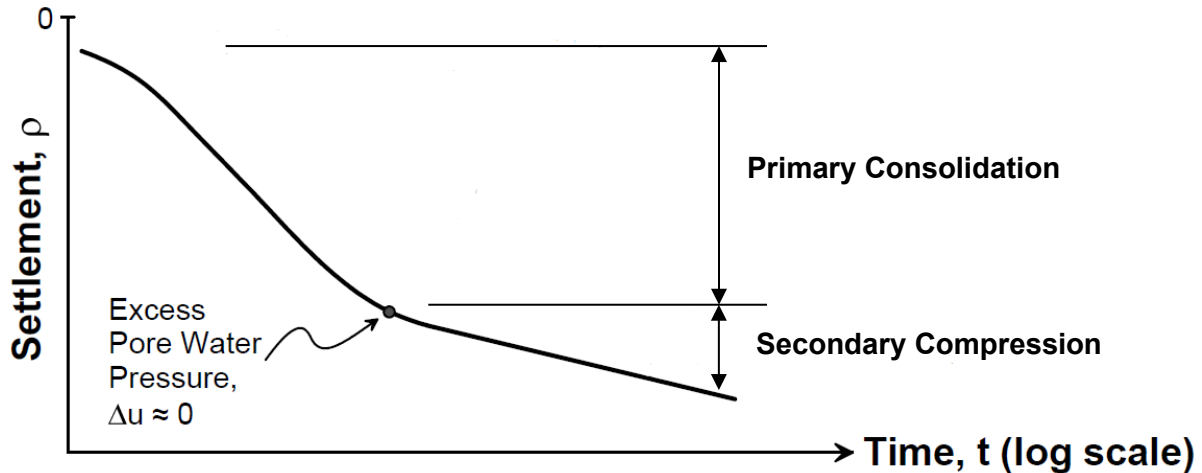 0
Settlement, ρ
Primary Consolidation
Excess
Pore Water
Pressure,
Δu ≈ 0
Secondary Compression
Time, t (log scale)